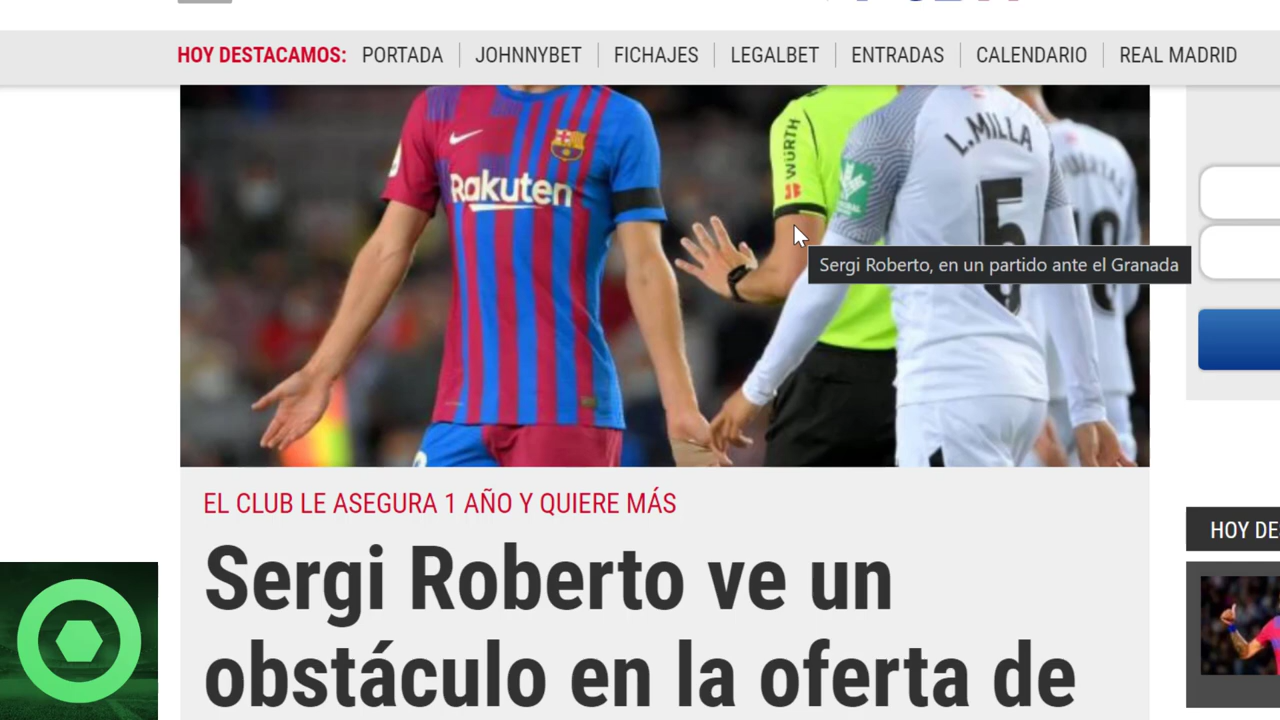 HOY DESTACAMOS: PORTADA JOHNNYBET FICHAJES LEGALBET ENTRADAS CALENDARIO REAL MADRID
WÜRTH
L.MILLA
Rakuten
5
Sergi Roberto, en un partido ante el Granada
EL CLUB LE ASEGURA 1 AÑO Y QUIERE MÁS
Sergi Roberto ve un
obstáculo en la oferta de
HOY DE